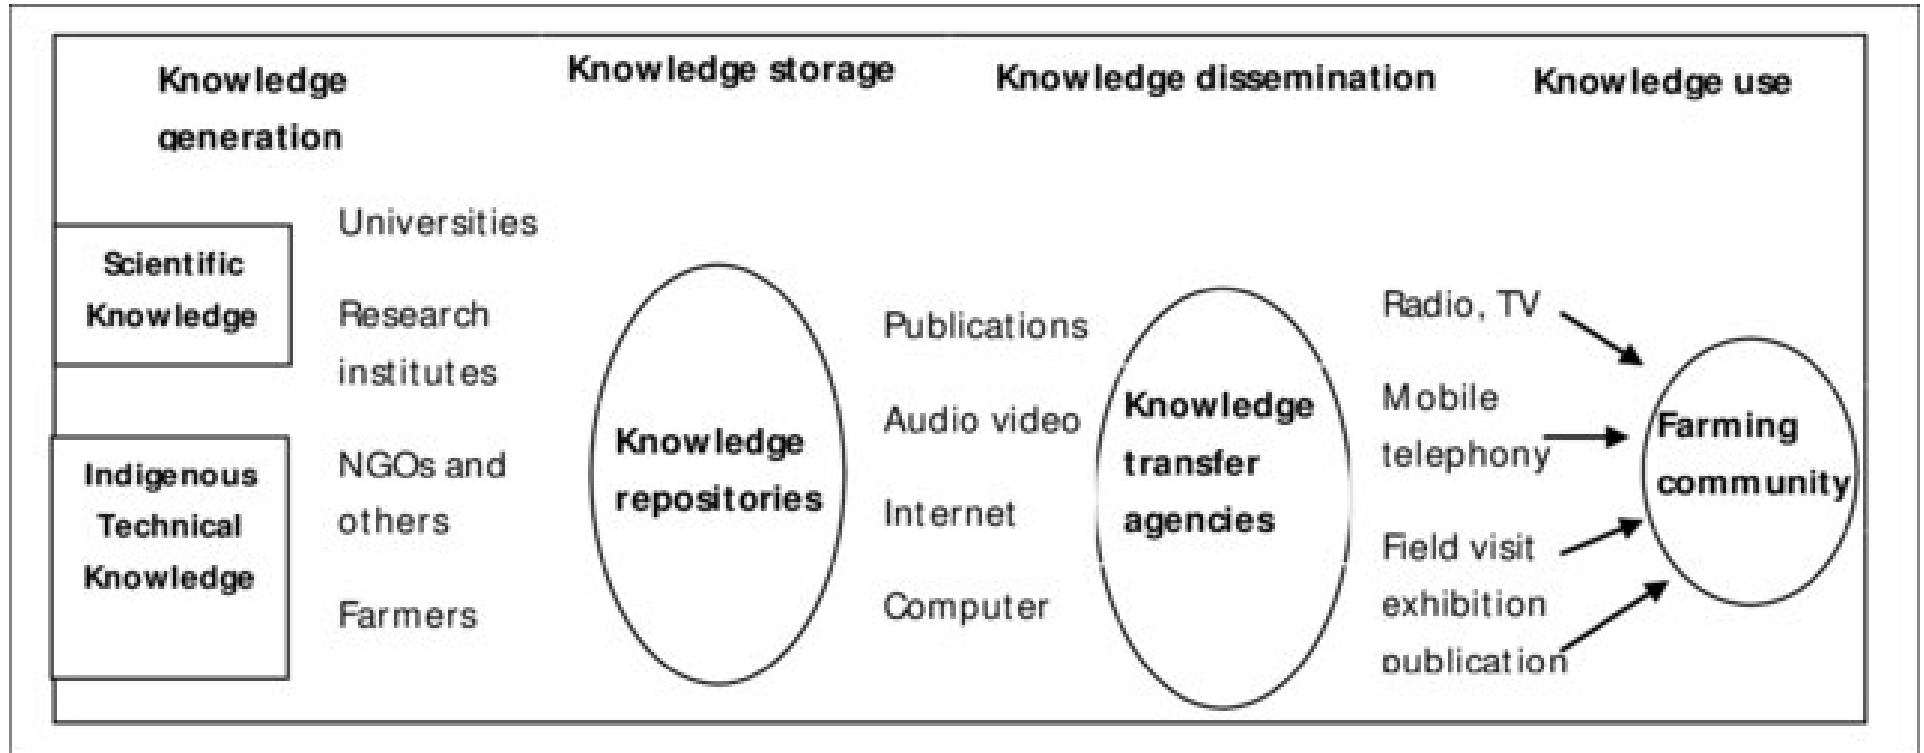 Knowledge
generation
Knowledge storage
Knowledge dissemination
Knowledge use
Scientific
Knowledge
Indigenous
Technical
Knowledge
Universities
Research
institutes
NGOs and
others
Farmers
Knowledge
repositories
Publications
Audio video
Internet
Computer
Knowledge
transfer
agencies
Radio, TV
Mobile
telephony
Field visit
exhibition
publication
Farming
community